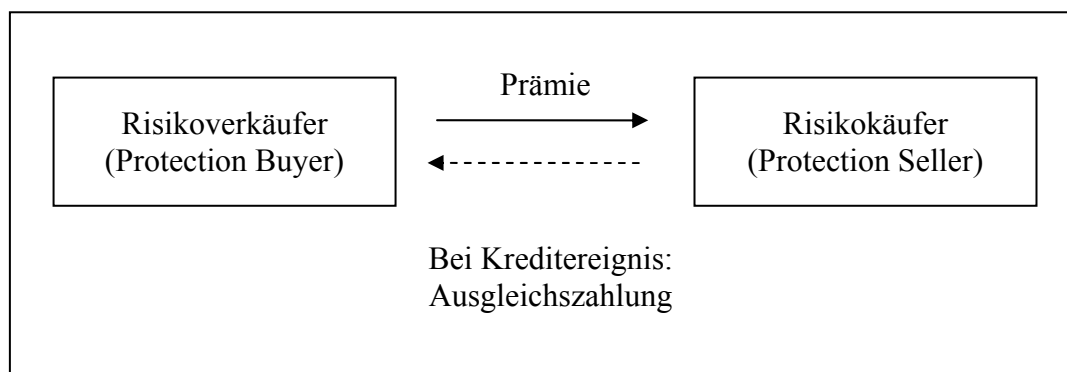 Prämie
Risikoverkäufer
(Protection Buyer)
Risikokäufer
(Protection Seller)
Bei Kreditereignis:
Ausgleichszahlung